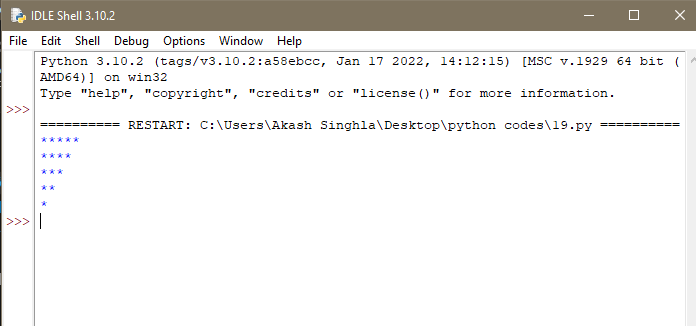 IDLE Shell 3.10.2
File Edit Shell Debug Options Window Help
Python 3.10.2 (tags/v3.10.2:a58ebcc, Jan 17 2022, 14:12:15) [MSC v.1929 64 bit (
AMD64)] on win32
Type "help", "copyright", "credits" or "license()" for more information.
>>>
========== RESTART: C:\Users\Akash Singhla\Desktop\python codes\19.py ==========
*****
****
***
**
*
>>>